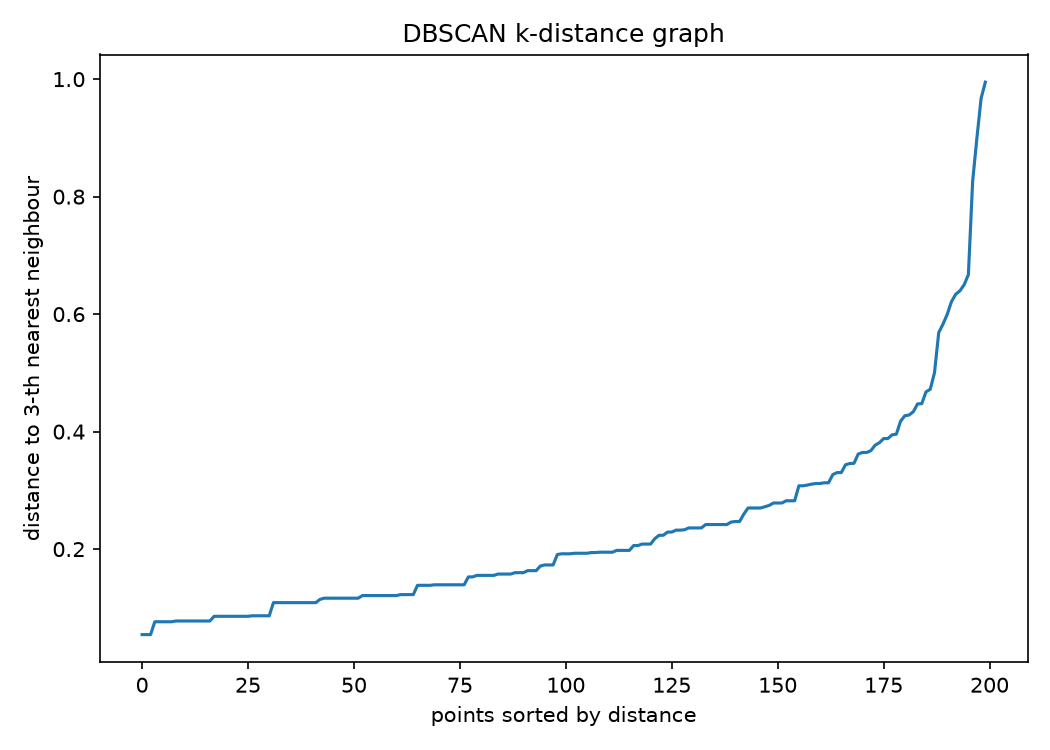 DBSCAN k-distance graph
distance to 3-th nearest neighbour
1.0
0.8
0.6
0.4
0.2
0 25 50 75 100 125 150 175 200
points sorted by distance